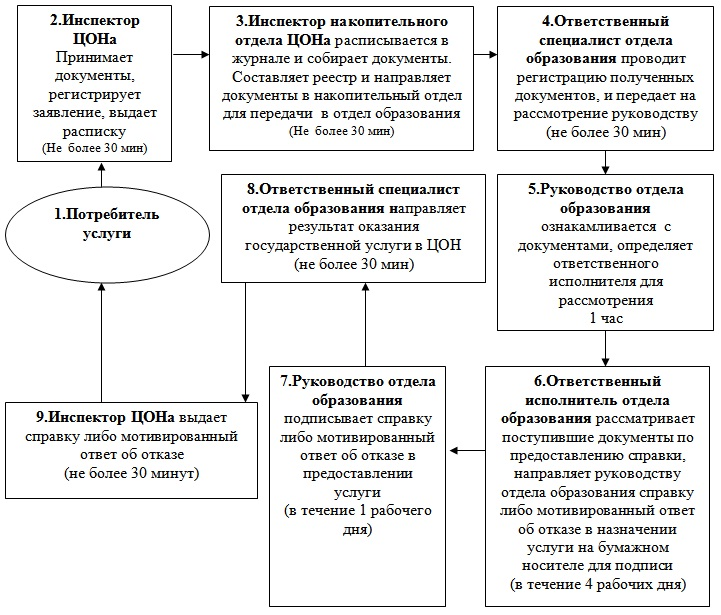 2.Инспектор
ЦОНа
Принимает
документы,
регистрирует
заявление, выдает
расписку
(Не  более 30 мин)
3.Инспектор накопительного
отдела ЦОНа расписывается в
журнале и собирает документы.
Составляет реестр и направляет
документы в накопительный отдел
для передачи  в отдел образования
(Не  более 30 мин)
4.Ответственный
специалист отдела
образования проводит
регистрацию полученных
документов, и передает на
рассмотрение руководству
(не более 30 мин)
1.Потребитель
услуги
8.Ответственный специалист
отдела образования направляет
результат оказания
государственной услуги в ЦОН
(не более 30 мин)
5.Руководство отдела
образования
ознакамливается  с
документами, определяет
ответственного
исполнителя для
рассмотрения
1 час
9.Инспектор ЦОНа выдает
справку либо мотивированный
ответ об отказе
(не более 30 минут)
7.Руководство отдела
образования
подписывает справку
либо мотивированный
ответ об отказе в
предоставлении
услуги
(в течение 1 рабочего
дня)
6.Ответственный
исполнитель отдела
образования рассматривает
поступившие документы по
предоставлению справки,
направляет руководству
отдела образования справку
либо мотивированный ответ
об отказе в назначении
услуги на бумажном
носителе для подписи
(в течение 4 рабочих дня)